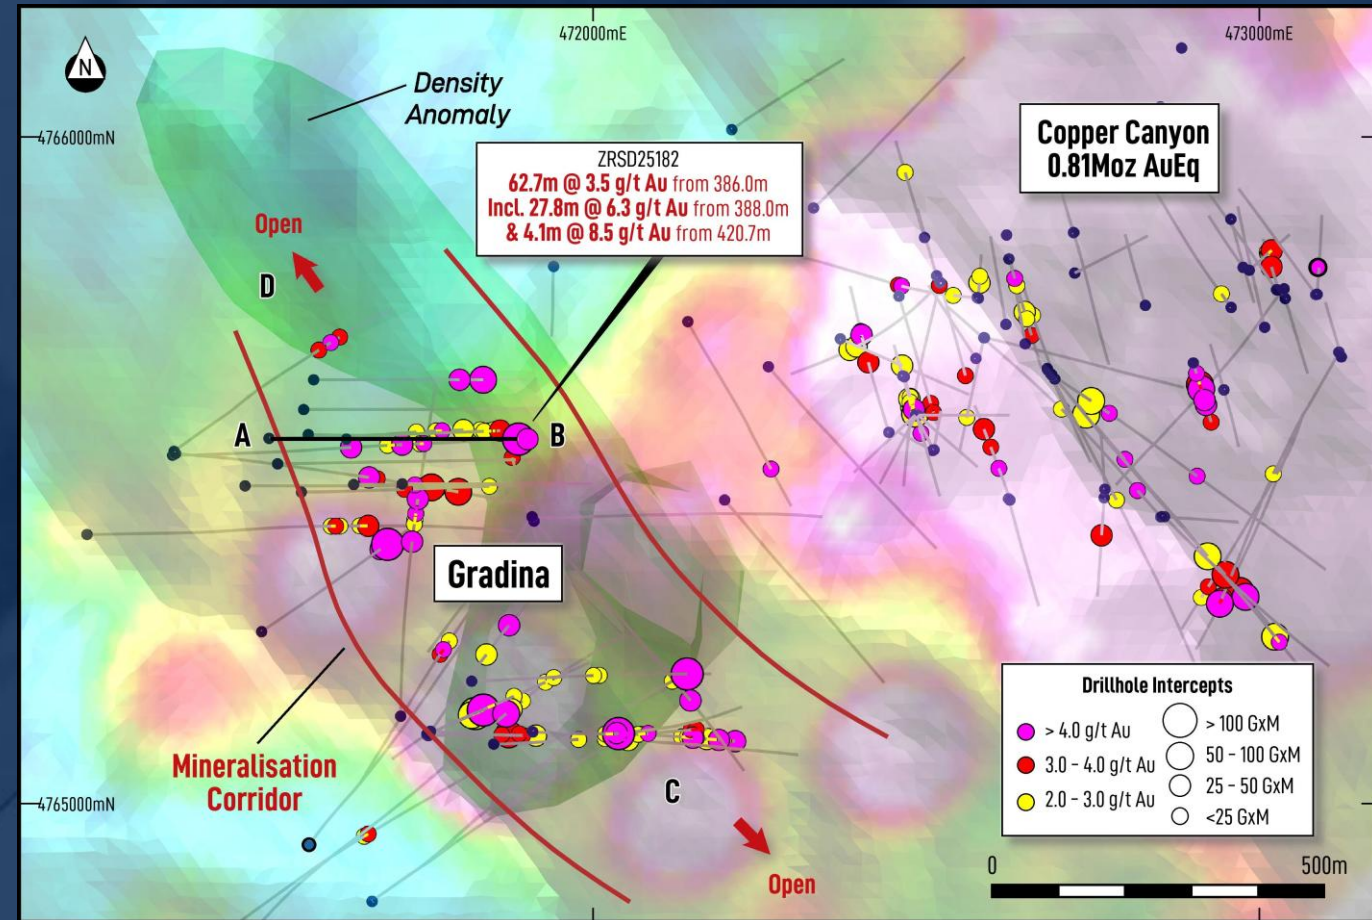 472000mE
473000mE
N
Density
Anomaly
4766000mN
Copper Canyon
0.81Moz AuEq
ZRSD25182
62.7m @ 3.5 g/t Au from 386.0m
Incl. 27.8m @ 6.3 g/t Au from 388.0m
& 4.1m @ 8.5 g/t Au from 420.7m
Open
D
A
B
Gradina
Mineralisation
Corridor
4765000mN
C
Open
Drillhole Intercepts
> 4.0 g/t Au
3.0 - 4.0 g/t Au
2.0 - 3.0 g/t Au
> 100 GxM
50 - 100 GxM
25 - 50 GxM
<25 GxM
0
500m